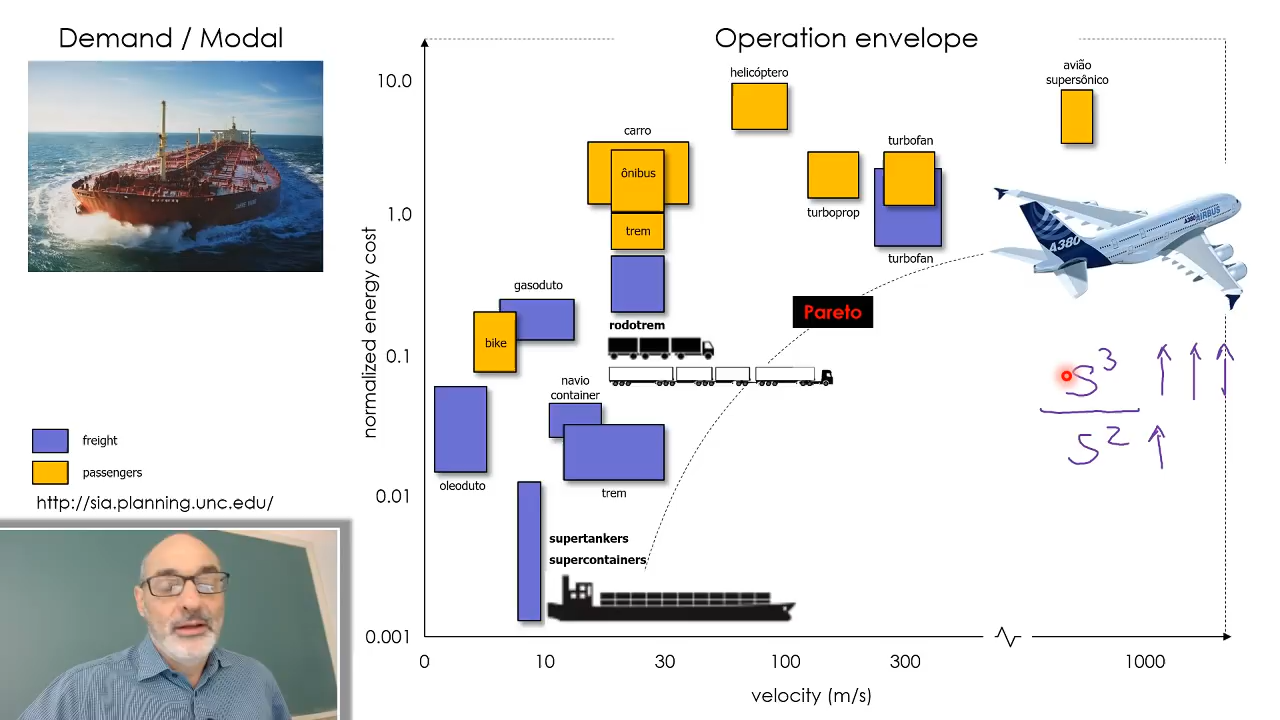 Demand / Modal
Operation envelope
10.0
1.0
0.1
0.01
0.001
normalized energy cost
helicóptero
avião
supersônico
carro
ônibus
trem
turbofan
turboprop
turbofan
gasoduto
bike
rodotrem
Pareto
navio
container
oleoduto
trem
supertankers
supercontainers
A380
A380 AIRBUS
S³ ↑ ↑ ↑
S² ↑
freight
passengers
http://sia.planning.unc.edu/
0
10
30
100
300
1000
velocity (m/s)